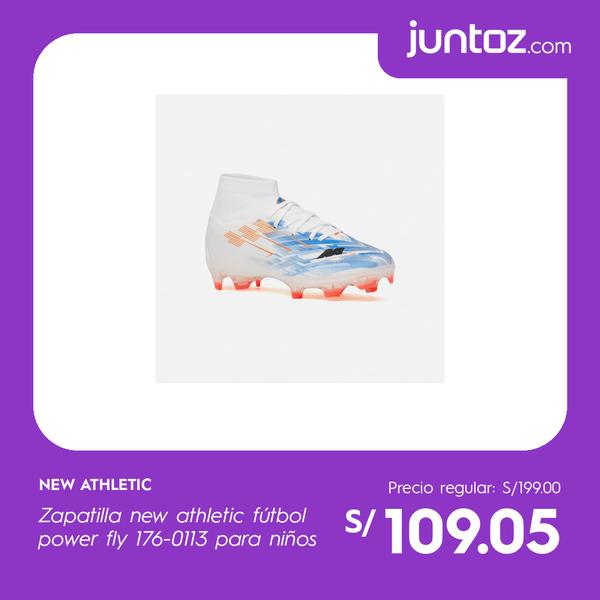 juntoz.com
NEW ATHLETIC
Zapatilla new athletic fútbol
power fly 176-0113 para niños
Precio regular: S/199.00
S/ 109.05